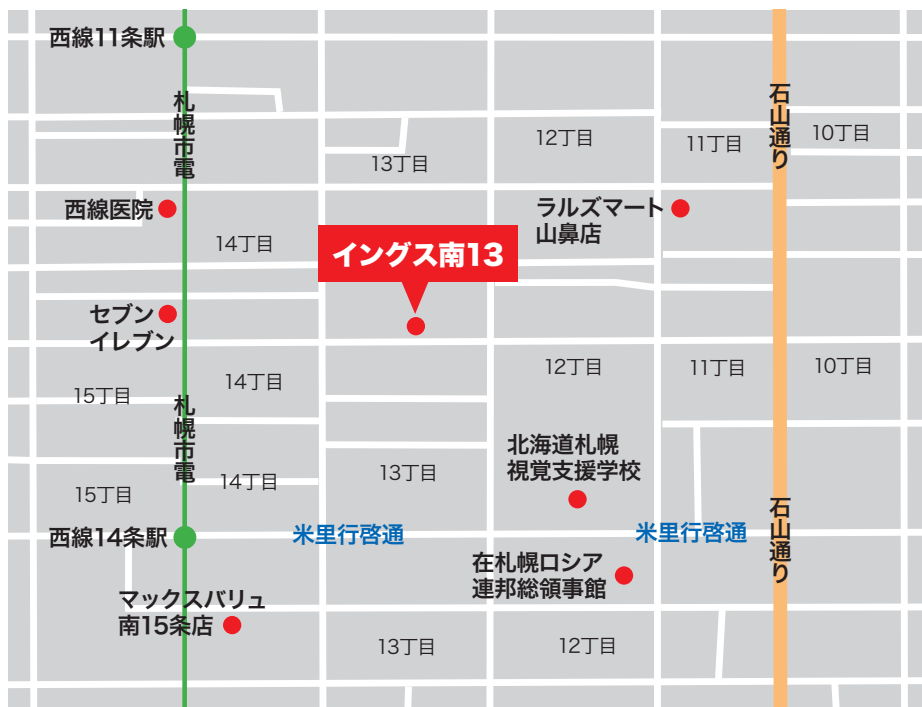 西線11条駅
札幌市電
石山通り
12丁目
11丁目
10丁目
13丁目
西線医院
ラルズマート
山鼻店
14丁目
イングス南13
セブン
イレブン
12丁目
11丁目
10丁目
14丁目
15丁目
札幌市電
北海道札幌
視覚支援学校
13丁目
14丁目
15丁目
石山通り
西線14条駅
米里行啓通
米里行啓通
在札幌ロシア
連邦総領事館
マックスバリュ
南15条店
13丁目
12丁目